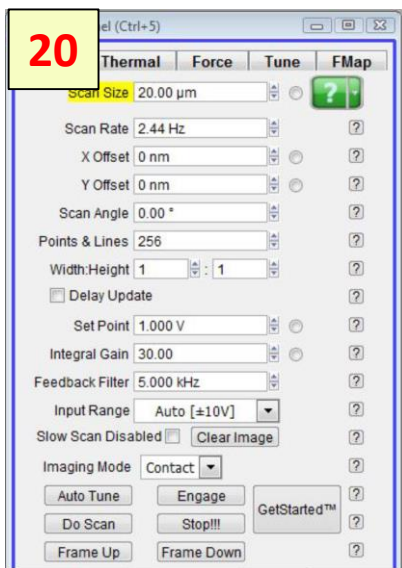 nel (Ctrl+5)
20
Thermal Force Tune FMap
Scan Size 20.00 µm ?
Scan Rate 2.44 Hz ?
X Offset 0 nm ?
Y Offset 0 nm ?
Scan Angle 0.00 ° ?
Points & Lines 256 ?
Width:Height 1 : 1 ?
Delay Update ?
Set Point 1.000 V ?
Integral Gain 30.00 ?
Feedback Filter 5.000 kHz ?
Input Range Auto [±10V] ?
Slow Scan Disabled Clear Image ?
Imaging Mode Contact ?
Auto Tune Engage GetStarted™ ?
Do Scan Stop!!! ?
Frame Up Frame Down ?